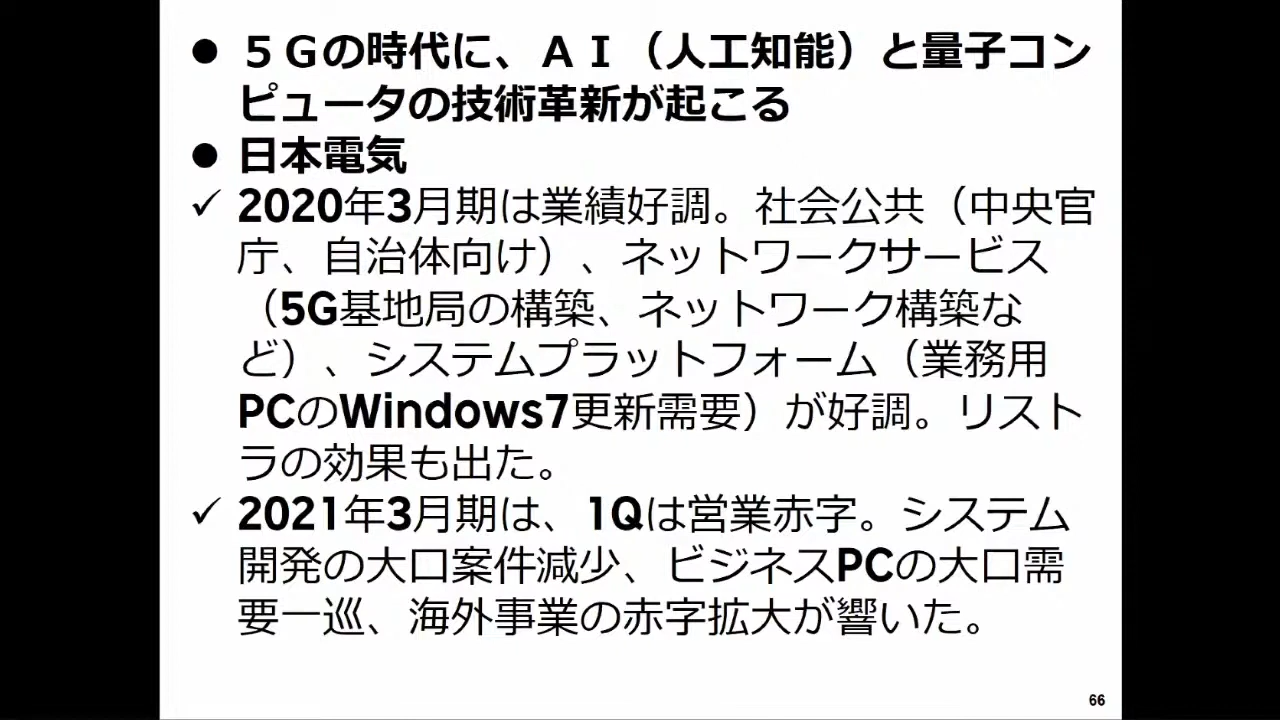 ● ５Ｇの時代に、ＡＩ（人工知能）と量子コン
ピュータの技術革新が起こる
● 日本電気
✓ 2020年3月期は業績好調。社会公共（中央官
庁、自治体向け）、ネットワークサービス
（5G基地局の構築、ネットワーク構築な
ど）、システムプラットフォーム（業務用
PCのWindows7更新需要）が好調。リスト
ラの効果も出た。
✓ 2021年3月期は、1Qは営業赤字。システム
開発の大口案件減少、ビジネスPCの大口需
要一巡、海外事業の赤字拡大が響いた。
66